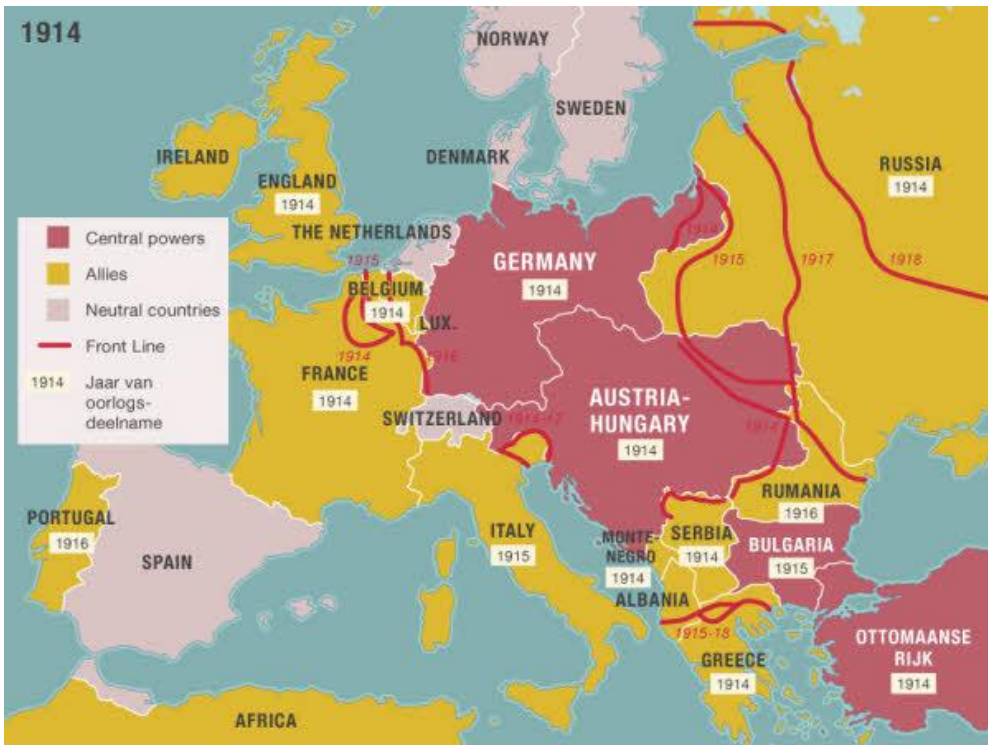 1914
NORWAY
SWEDEN
DENMARK
IRELAND
ENGLAND
1914
RUSSIA
1914
Central powers
Allies
Neutral countries
Front Line
1914 Jaar van
oorlogs-
deelname
THE NETHERLANDS
1915
BELGIUM
1914
LUX.
1914
1916
FRANCE
1914
GERMANY
1914
1914
1915
1917
1918
SWITZERLAND
AUSTRIA-
HUNGARY
1914
1914
PORTUGAL
1916
SPAIN
ITALY
1915
MONTE-
NEGRO
1914
SERBIA
1914
RUMANIA
1916
BULGARIA
1915
ALBANIA
1915-18
GREECE
1914
OTTOMAANSE
RIJK
1914
AFRICA